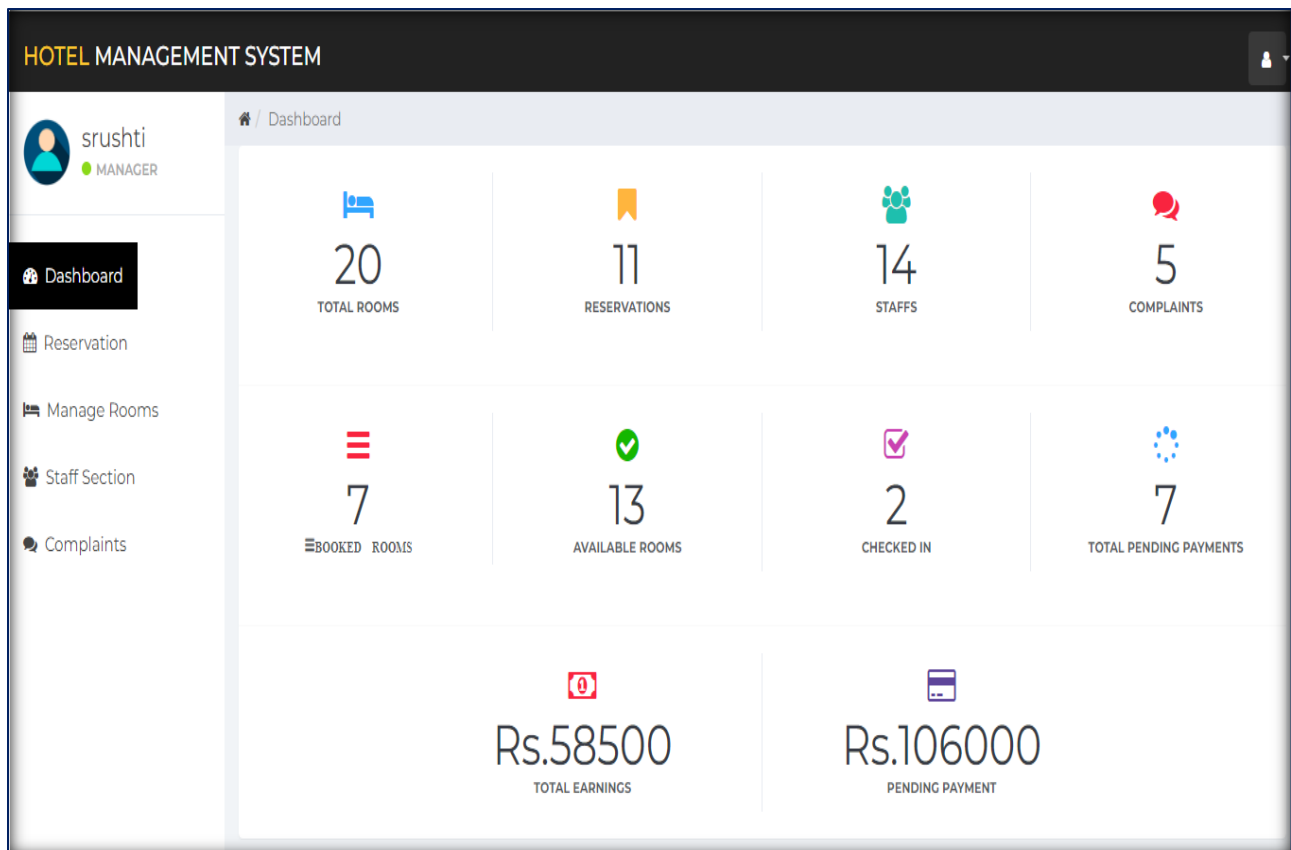 HOTEL MANAGEMENT SYSTEM
srushti
MANAGER
/ Dashboard
Dashboard
Reservation
Manage Rooms
Staff Section
Complaints
20
TOTAL ROOMS
11
RESERVATIONS
14
STAFFS
5
COMPLAINTS
7
BOOKED ROOMS
13
AVAILABLE ROOMS
2
CHECKED IN
7
TOTAL PENDING PAYMENTS
Rs.58500
TOTAL EARNINGS
Rs.106000
PENDING PAYMENT